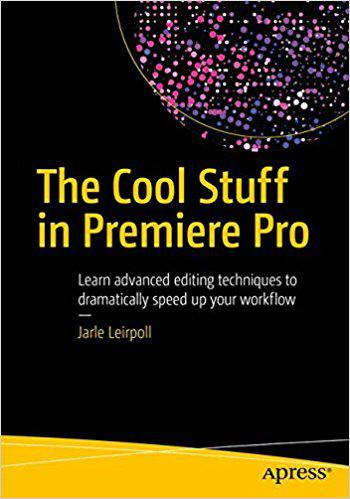 The Cool Stuff
in Premiere Pro
Learn advanced editing techniques to
dramatically speed up your workflow
—
Jarle Leirpoll
Apress®